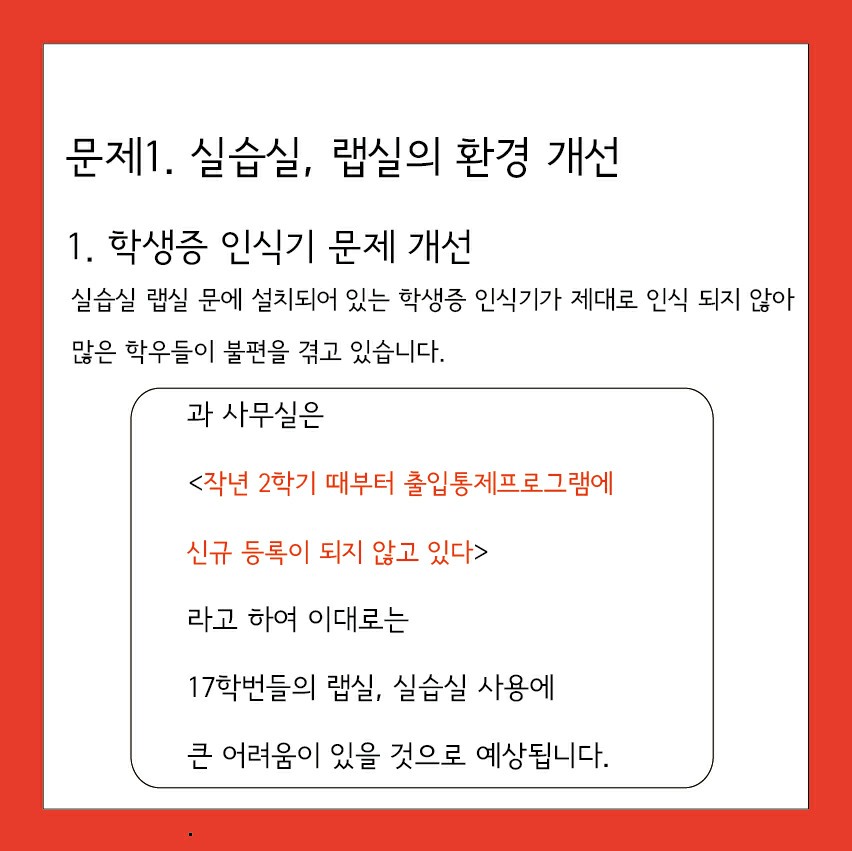 문제1. 실습실, 랩실의 환경 개선
1. 학생증 인식기 문제 개선
실습실 랩실 문에 설치되어 있는 학생증 인식기가 제대로 인식 되지 않아
많은 학우들이 불편을 겪고 있습니다.
과 사무실은
<작년 2학기 때부터 출입통제프로그램에
신규 등록이 되지 않고 있다>
라고 하여 이대로는
17학번들의 랩실, 실습실 사용에
큰 어려움이 있을 것으로 예상됩니다.
.